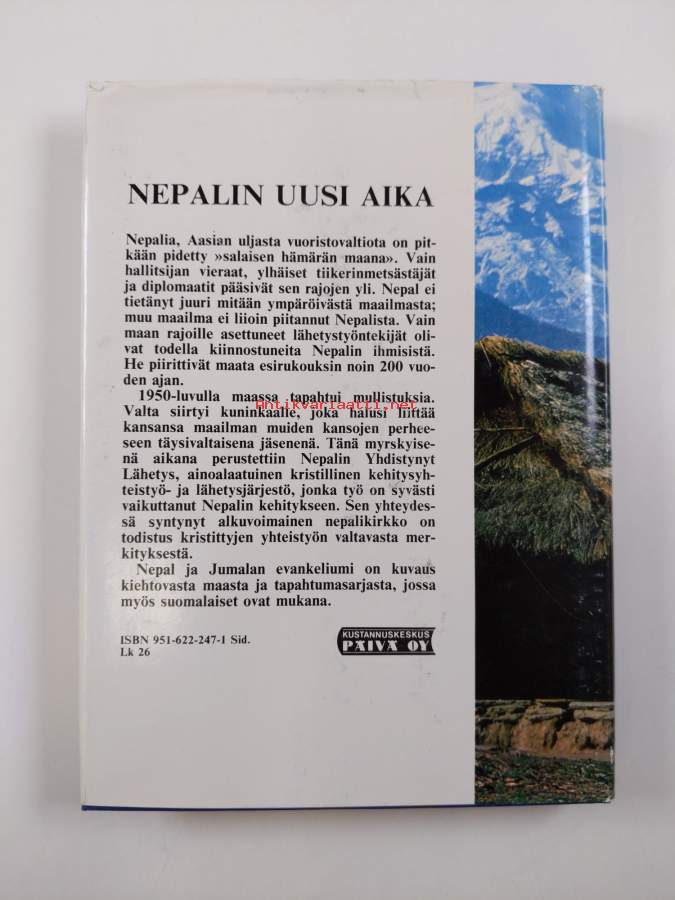 NEPALIN UUSI AIKA
Nepalia, Aasian uljasta vuoristovaltiota on pit-
kään pidetty »salaisen hämärän maana». Vain
hallitsijan vieraat, ylhäiset tiikerinmetsästäjät
ja diplomaatit pääsivät sen rajojen yli. Nepal ei
tietänyt juuri mitään ympäröivästä maailmasta;
muu maailma ei liioin piitannut Nepalista. Vain
maan rajoille asettuneet lähetystyöntekijät oli-
vat todella kiinnostuneita Nepalin ihmisistä.
He piirittivät maata esirukouksin noin 200 vuo-
den ajan.
1950-luvulla maassa tapahtui mullistuksia.
Antikvariaatti.net
Valta siirtyi kuninkaalle, joka halusi liittää
kansansa maailman muiden kansojen perhee-
seen täysivaltaisena jäsenenä. Tänä myrskyise-
nä aikana perustettiin Nepalin Yhdistynyt
Lähetys, ainoalaatuinen kristillinen kehitysyh-
teistyö- ja lähetysjärjestö, jonka työ on syvästi
vaikuttanut Nepalin kehitykseen. Sen yhteydes-
sä syntynyt alkuvoimainen nepalikirkko on
todistus kristittyjen yhteistyön valtavasta mer-
kityksestä.
Nepal ja Jumalan evankeliumi on kuvaus
kiehtovasta maasta ja tapahtumasarjasta, jossa
myös suomalaiset ovat mukana.
ISBN 951-622-247-1 Sid.
Lk 26
KUSTANNUSKESKUS
PÄIVÄ OY